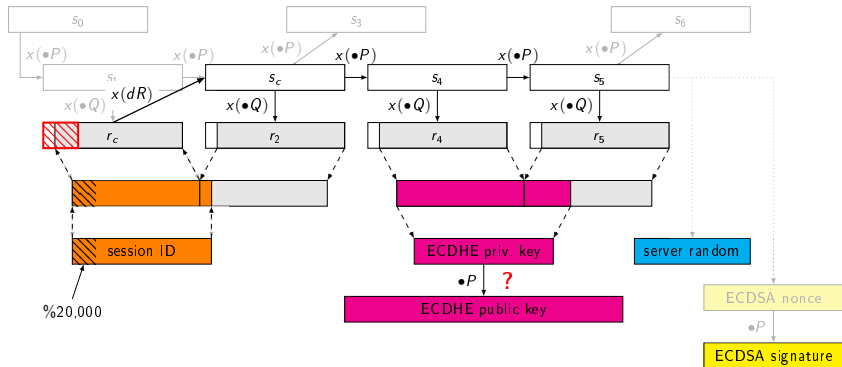 s0 s3 s6
x(•P) x(•P) x(•P)
x(•P) x(•P) x(•P)
sc s4 s5
x(dR)
x(•Q) x(•Q) x(•Q) x(•Q)
rc r2 r4 r5
session ID ECDHE priv. key server random
•P ?
%20,000 ECDHE public key ECDSA nonce
•P
ECDSA signature